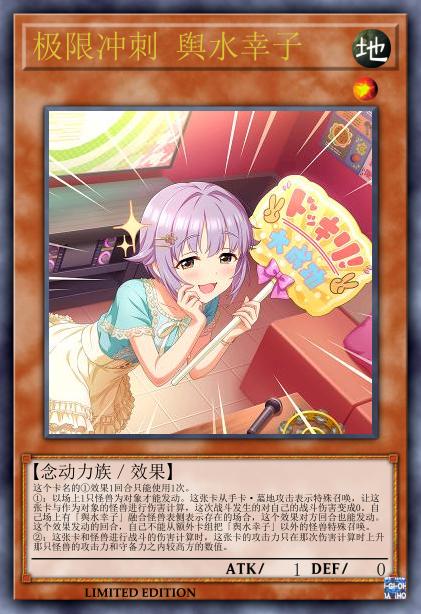 极限冲刺 舆水幸子
地
ドッキリ!!
大成功
【念动力族 / 效果】
这个卡名的①效果1回合只能使用1次。
①:以场上1只怪兽为对象才能发动。这张卡从手卡·墓地攻击表示特殊召唤,让这
张卡与作为对象的怪兽进行伤害计算,这次战斗发生的对自己的战斗伤害变成0。自
己场上有「舆水幸子」融合怪兽表侧表示存在的场合,这个效果对方回合也能发动。
这个效果发动的回合,自己不能从额外卡组把「舆水幸子」以外的怪兽特殊召唤。
②:这张卡和怪兽进行战斗的伤害计算时,这张卡的攻击力只在那次伤害计算时上升
那只怪兽的攻击力和守备力之内较高方的数值。
ATK/ 1 DEF/ 0
LIMITED EDITION